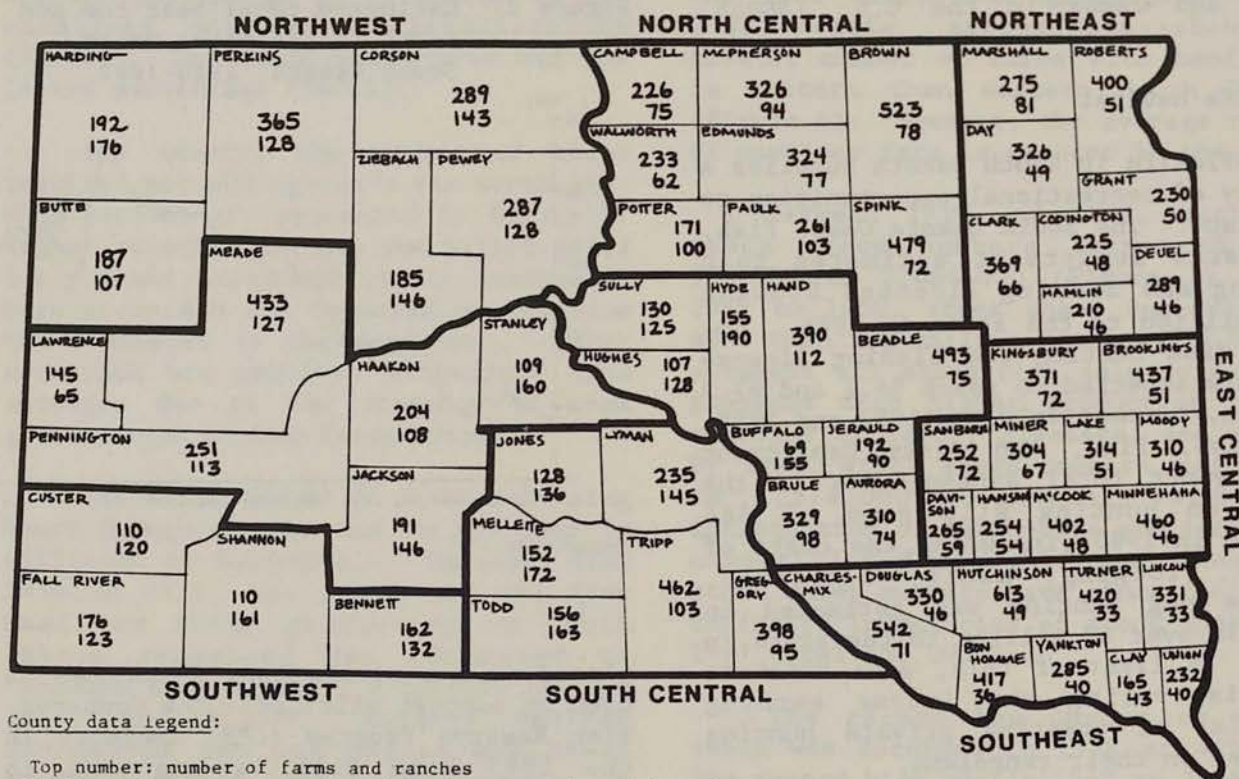 NORTHWEST
NORTH CENTRAL
NORTHEAST
HARDING
192
176
PERKINS
365
128
CORSON
289
143
CAMPBELL
226
75
MCPHERSON
326
94
BROWN
523
78
MARSHALL
275
81
ROBERTS
400
51
ZIEBACH
185
146
DEWEY
287
128
WALWORTH
233
62
EDMUNDS
324
77
DAY
326
49
GRANT
230
50
BUTTE
187
107
MEADE
433
127
POTTER
171
100
FAULK
261
103
SPINK
479
72
CLARK
369
66
CODINGTON
225
48
DEUEL
289
46
HAMLIN
210
46
SULLY
130
125
HYDE
155
190
HAND
390
112
BEADLE
493
75
KINGSBURY
371
72
BROOKINGS
437
51
EAST CENTRAL
LAWRENCE
145
65
HAAKON
204
108
STANLEY
109
160
HUGHES
107
128
PENNINGTON
251
113
JACKSON
191
146
JONES
128
136
LYMAN
235
145
BUFFALO
69
155
JERAULD
192
90
SANBORN
252
72
MINER
304
67
LAKE
314
51
MOODY
310
46
BRULE
329
98
AURORA
310
74
DAVI-
SON
265
59
HANSON
254
54
McCOOK
402
48
MINNEHAHA
460
46
CUSTER
110
120
SHANNON
110
161
MELLETTE
152
172
TRIPP
462
103
FALL RIVER
176
123
BENNETT
162
132
TODD
156
163
GREG-
ORY
398
95
CHARLES-
MIX
542
71
DOUGLAS
330
46
HUTCHINSON
613
49
TURNER
420
33
LINCOLN
331
33
BON
HOMME
417
36
YANKTON
285
40
CLAY
165
43
UNION
232
40
SOUTHWEST
SOUTH CENTRAL
SOUTHEAST
County data legend:
Top number: number of farms and ranches